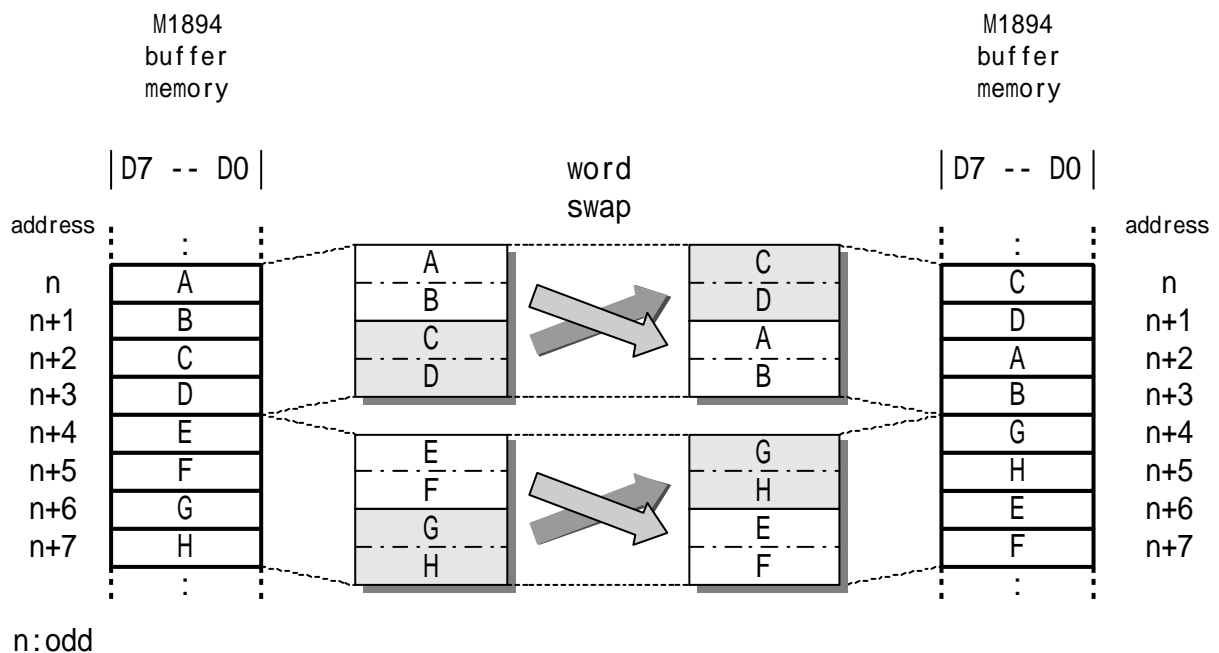 M1894
buffer
memory
M1894
buffer
memory
D7 -- D0
word
swap
D7 -- D0
address
address
n
A
A
B
C
D
C
D
A
B
C
n
n+1
B
D
n+1
n+2
C
A
n+2
n+3
D
B
n+3
n+4
E
E
F
G
H
G
H
E
F
G
n+4
n+5
F
H
n+5
n+6
G
E
n+6
n+7
H
F
n+7
n:odd